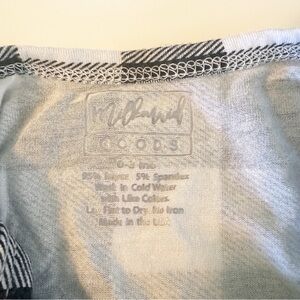 GOODS
0-3 mo
95% Rayon 5% Spandex
Wash in Cold Water
with Like Colors.
Lay Flat to Dry. No Iron
Made in the USA